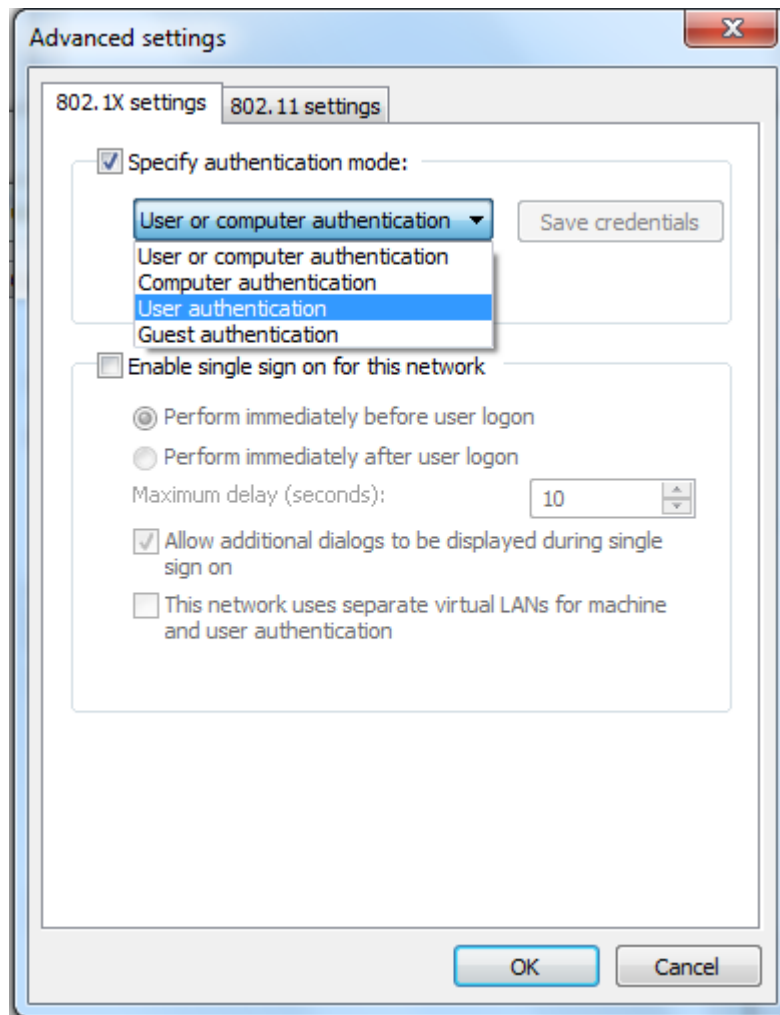 Advanced settings
802.1X settings
802.11 settings
Specify authentication mode:
User or computer authentication
Save credentials
User or computer authentication
Computer authentication
User authentication
Guest authentication
Enable single sign on for this network
Perform immediately before user logon
Perform immediately after user logon
Maximum delay (seconds):
10
Allow additional dialogs to be displayed during single
sign on
This network uses separate virtual LANs for machine
and user authentication
OK
Cancel